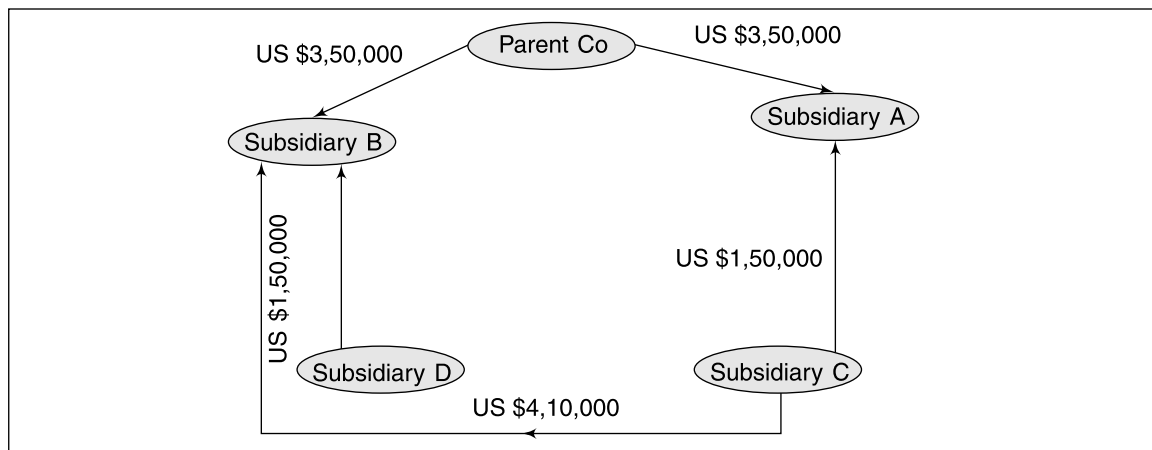 US $3,50,000
Parent Co
US $3,50,000
Subsidiary A
Subsidiary B
US $1,50,000
US $1,50,000
Subsidiary D
Subsidiary C
US $4,10,000